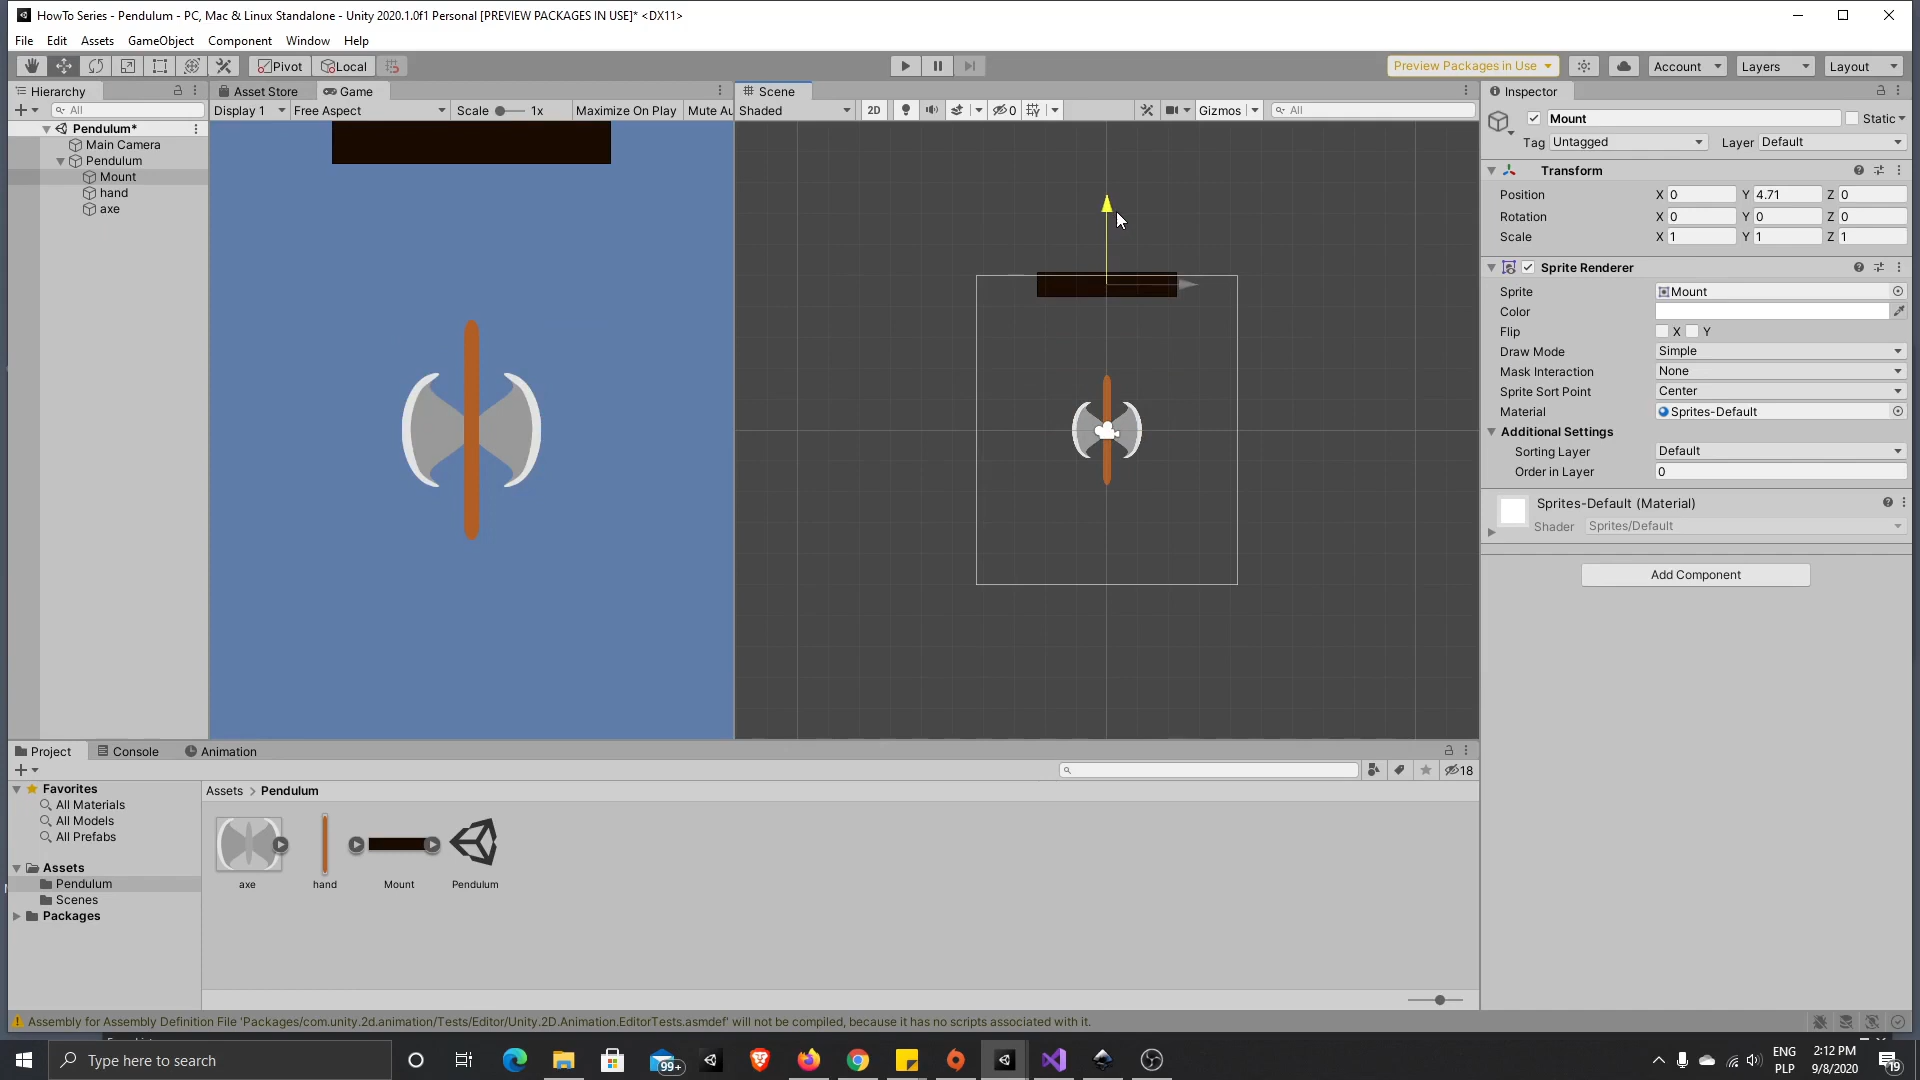 HowTo Series - Pendulum - PC, Mac & Linux Standalone - Unity 2020.1.0f1 Personal [PREVIEW PACKAGES IN USE]* <DX11>
File Edit Assets GameObject Component Window Help
Pivot Local Preview Packages in Use Account Layers Layout
Hierarchy Asset Store Game Scene Inspector
All Display 1 Free Aspect Scale 1x Maximize On Play Mute Au Shaded 2D 0 Gizmos All
Mount Static
Pendulum*
Main Camera
Pendulum
Mount
hand
axe
Tag Untagged Layer Default
Transform
Position X 0 Y 4.71 Z 0
Rotation X 0 Y 0 Z 0
Scale X 1 Y 1 Z 1
Sprite Renderer
Sprite Mount
Color
Flip X Y
Draw Mode Simple
Mask Interaction None
Sprite Sort Point Center
Material Sprites-Default
Additional Settings
Sorting Layer Default
Order in Layer 0
Sprites-Default (Material)
Shader Sprites/Default
Add Component
Project Console Animation
18
Favorites
All Materials
All Models
All Prefabs
Assets
Pendulum
Scenes
Packages
Assets > Pendulum
axe hand Mount Pendulum
Assembly for Assembly Definition File 'Packages/com.unity.2d.animation/Tests/Editor/Unity.2D.Animation.EditorTests.asmdef' will not be compiled, because it has no scripts associated with it.
Type here to search
99+
ENG
PLP
2:12 PM
9/8/2020
19